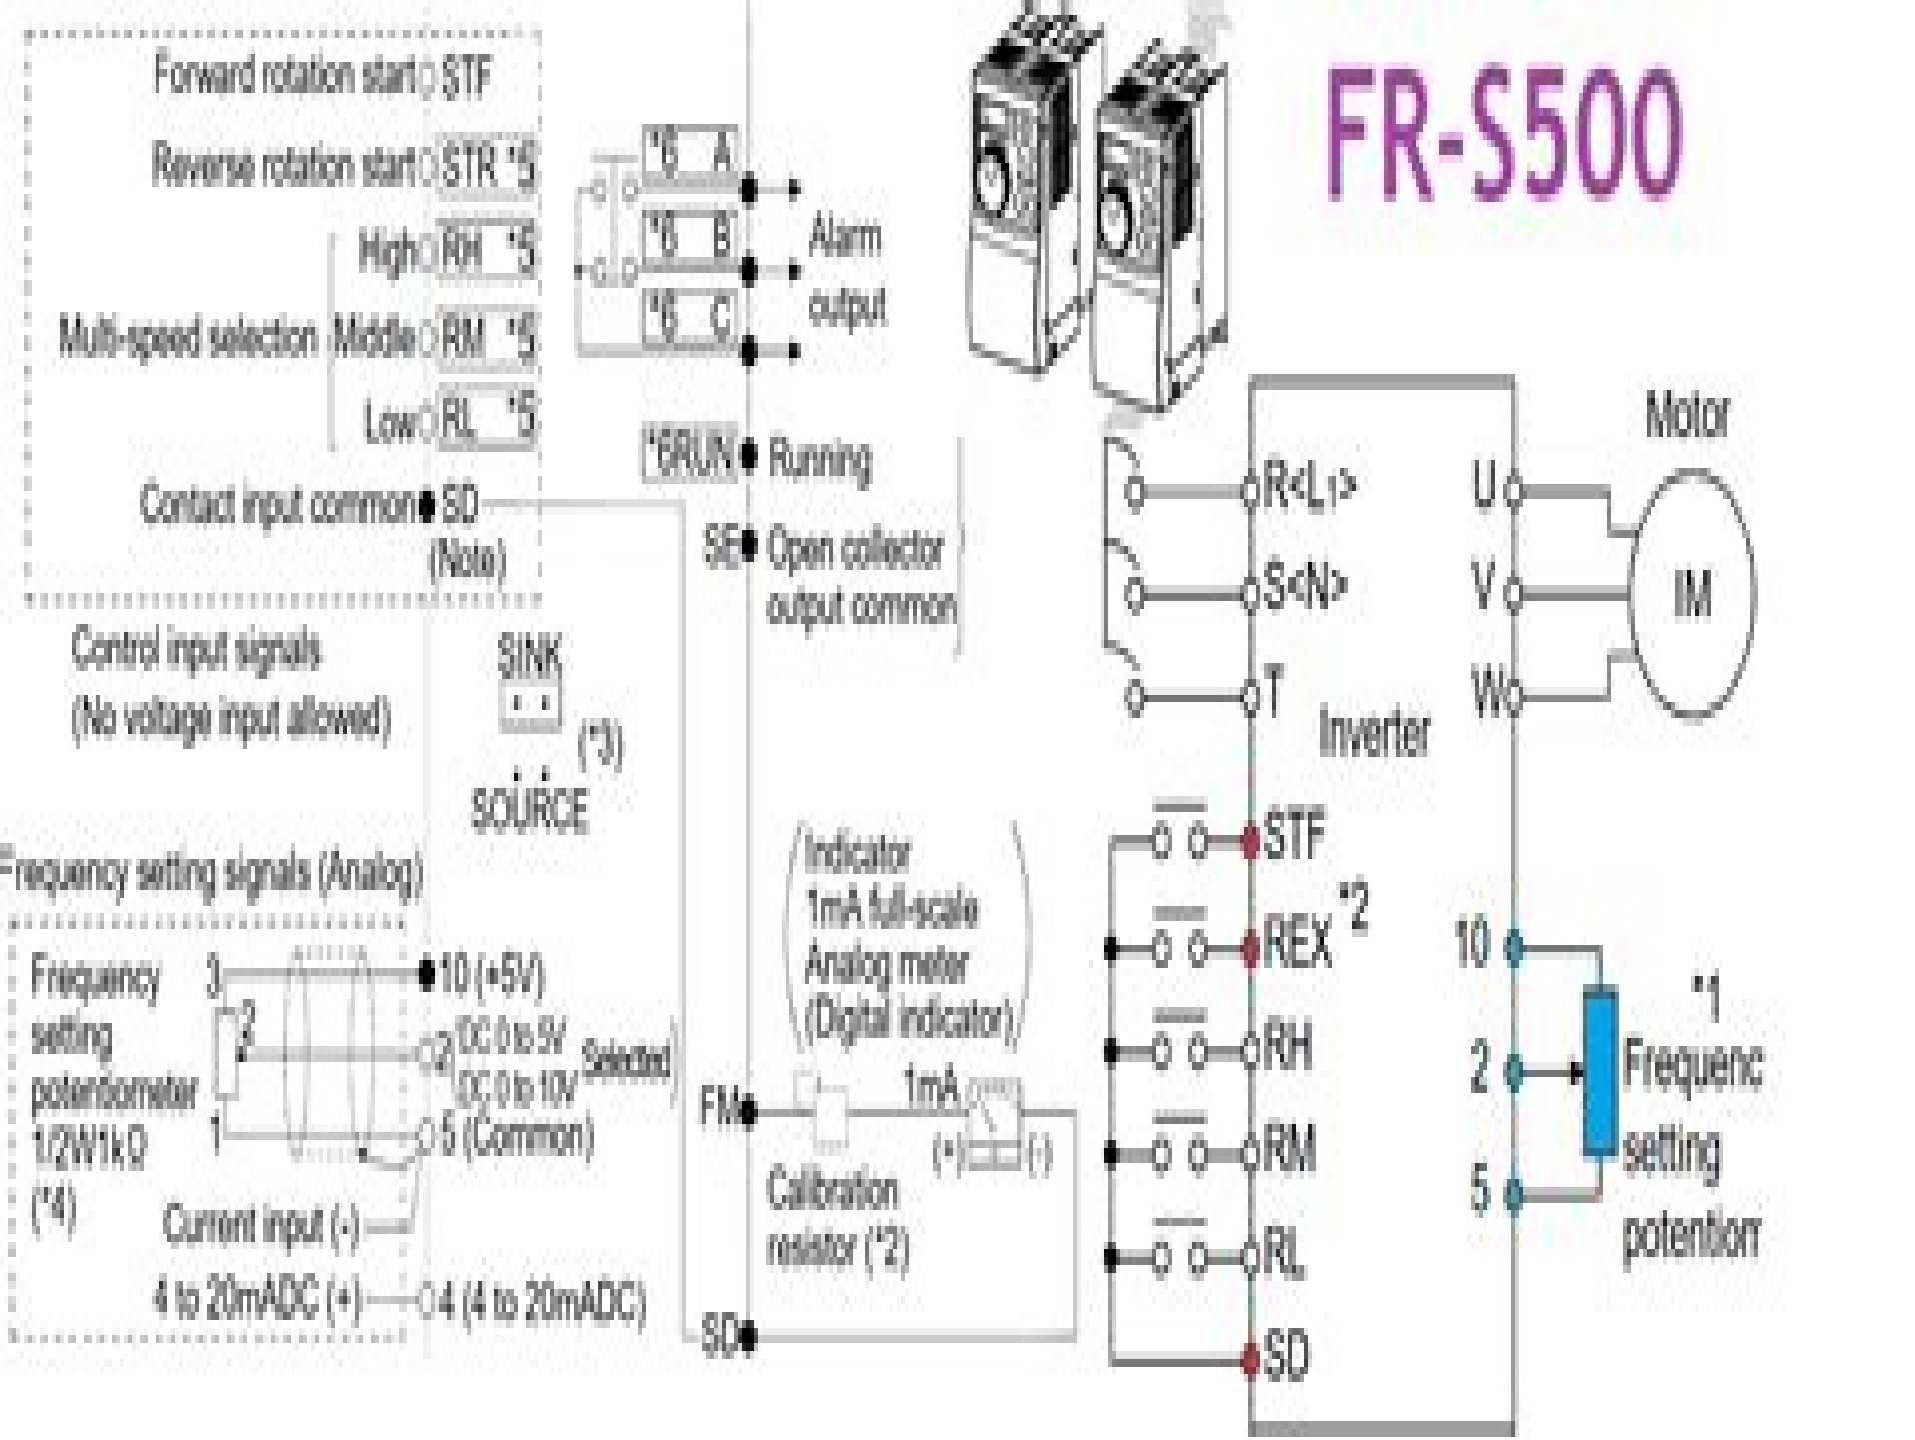 FR-S500
Forward rotation start STF
Reverse rotation start STR *5
High RH *5
Multi-speed selection Middle RM *5
Low RL *5
Contact input common SD
(Note)
Control input signals
(No voltage input allowed)
SINK
(*3)
SOURCE
*6 A
*6 B
*6 C
Alarm
output
*6RUN Running
SE Open collector
output common
Frequency setting signals (Analog)
Frequency
setting
potentiometer
1/2W1kΩ
(*4)
3
2
1
10 (+5V)
2 DC 0 to 5V
DC 0 to 10V
Selected
5 (Common)
Current input (-)
4 to 20mADC (+) 4 (4 to 20mADC)
Indicator
1mA full-scale
Analog meter
(Digital indicator)
FM
1mA
(+) (-)
Calibration
resistor (*2)
SD
R<L1>
S<N>
T
Inverter
U
V
W
Motor
IM
STF
*2
REX
RH
RM
RL
SD
10
2
5
*1
Frequenc
setting
potention